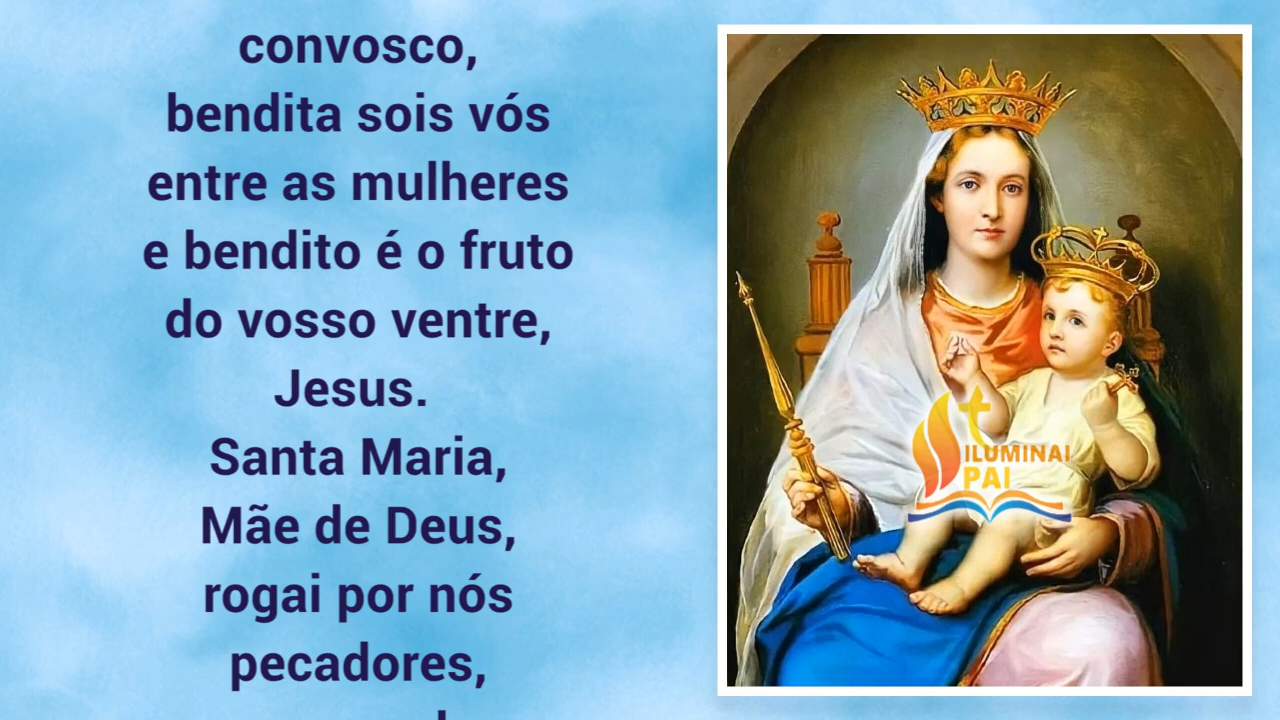 convosco,
bendita sois vós
entre as mulheres
e bendito é o fruto
do vosso ventre,
Jesus.
Santa Maria,
Mãe de Deus,
rogai por nós
pecadores,
ILUMINAI
PAI